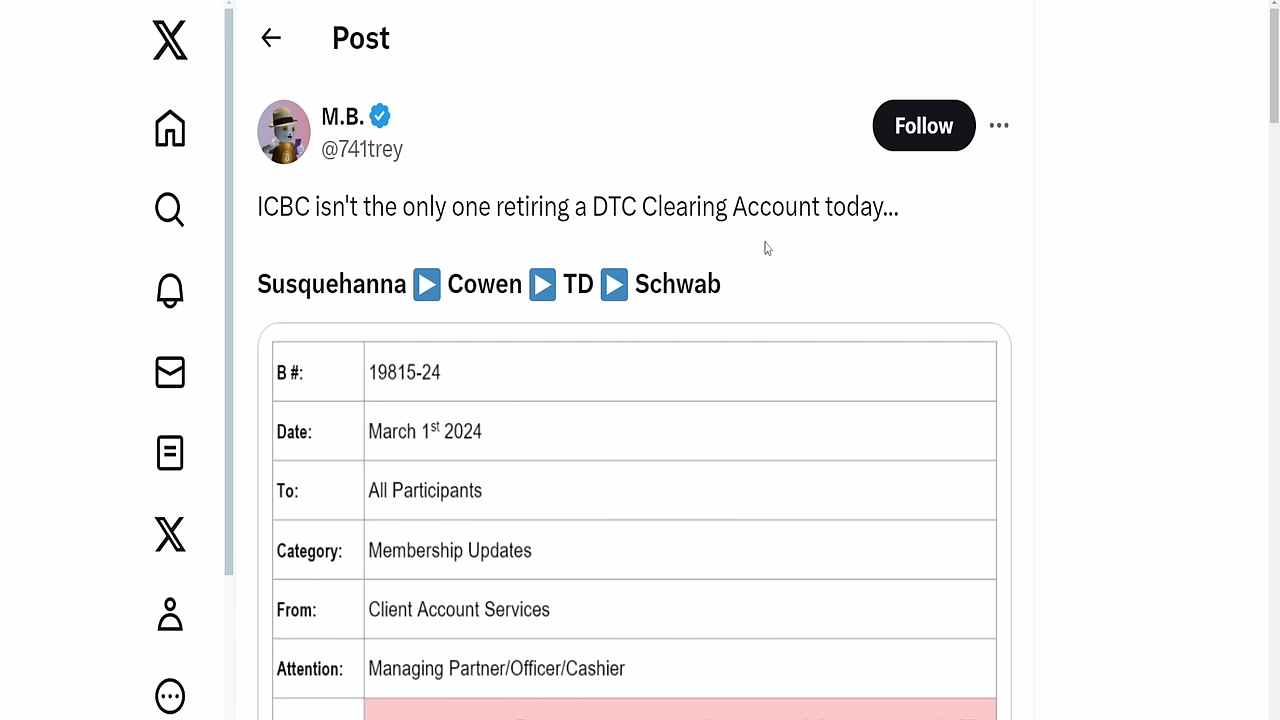 Post
M.B.
@741trey
Follow
ICBC isn't the only one retiring a DTC Clearing Account today...
Susquehanna ▶ Cowen ▶ TD ▶ Schwab
B #: 19815-24
Date: March 1st 2024
To: All Participants
Category: Membership Updates
From: Client Account Services
Attention: Managing Partner/Officer/Cashier